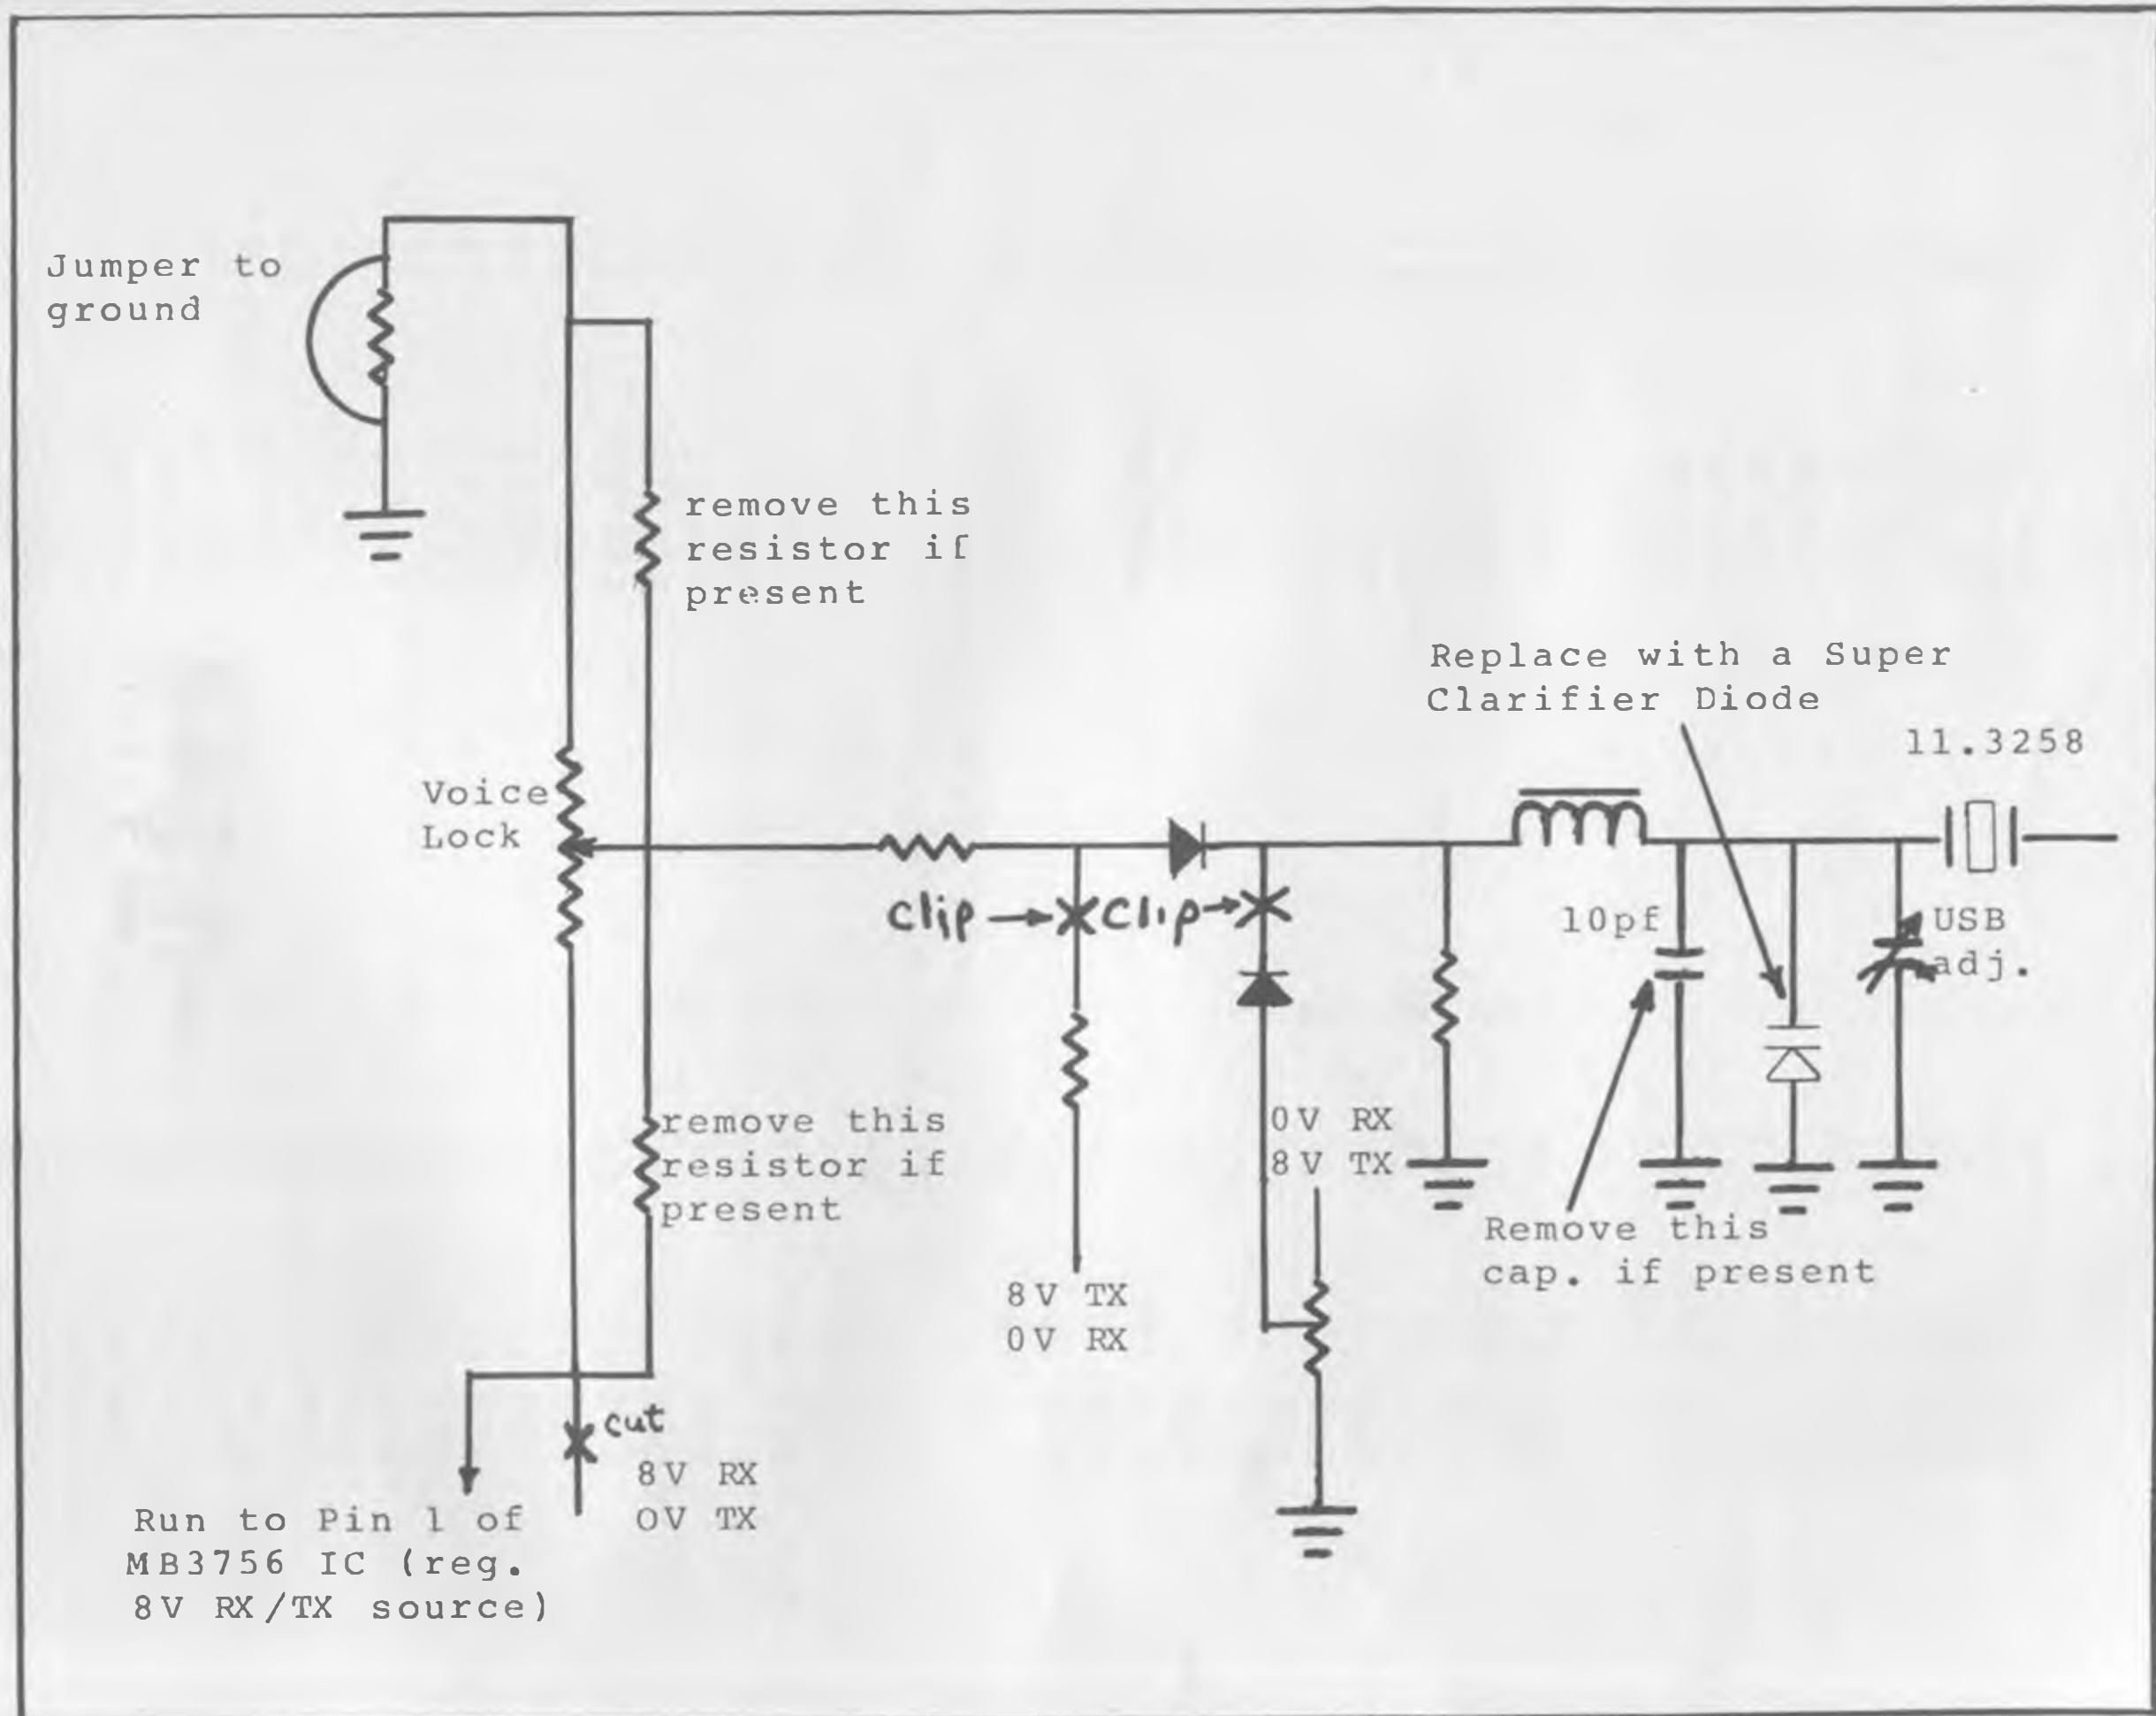 Jumper to
ground
remove this
resistor if
present
Replace with a Super
Clarifier Diode
11.3258
Voice
Lock
clip
clip
10pf
USB
adj.
remove this
resistor if
present
0V RX
8V TX
Remove this
cap. if present
8V TX
0V RX
cut
8V RX
0V TX
Run to Pin 1 of
MB3756 IC (reg.
8V RX/TX source)